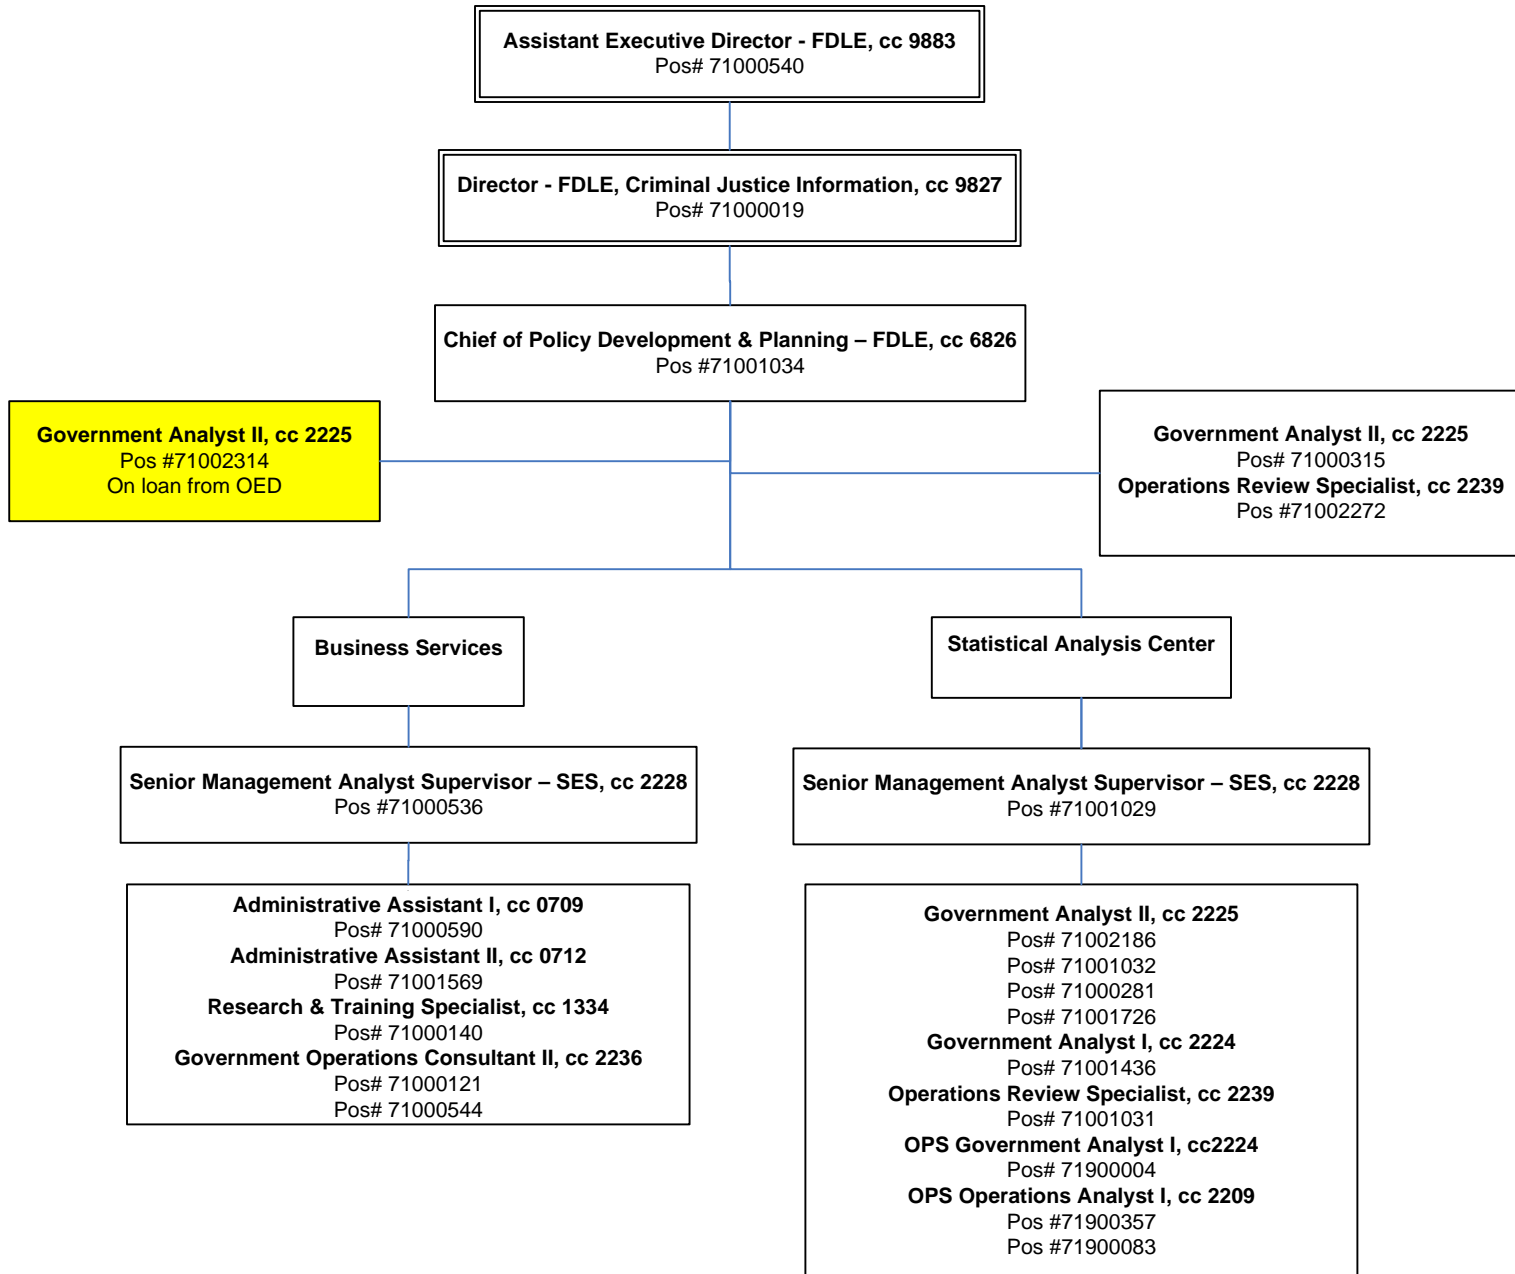 Assistant Executive Director - FDLE, cc 9883
Pos# 71000540
Director - FDLE, Criminal Justice Information, cc 9827
Pos# 71000019
Chief of Policy Development & Planning – FDLE, cc 6826
Pos #71001034
Government Analyst II, cc 2225
Pos #71002314
On loan from OED
Government Analyst II, cc 2225
Pos# 71000315
Operations Review Specialist, cc 2239
Pos #71002272
Business Services
Statistical Analysis Center
Senior Management Analyst Supervisor – SES, cc 2228
Pos #71000536
Senior Management Analyst Supervisor – SES, cc 2228
Pos #71001029
Administrative Assistant I, cc 0709
Pos# 71000590
Administrative Assistant II, cc 0712
Pos# 71001569
Research & Training Specialist, cc 1334
Pos# 71000140
Government Operations Consultant II, cc 2236
Pos# 71000121
Pos# 71000544
Government Analyst II, cc 2225
Pos# 71002186
Pos# 71001032
Pos# 71000281
Pos# 71001726
Government Analyst I, cc 2224
Pos# 71001436
Operations Review Specialist, cc 2239
Pos# 71001031
OPS Government Analyst I, cc2224
Pos# 71900004
OPS Operations Analyst I, cc 2209
Pos #71900357
Pos #71900083